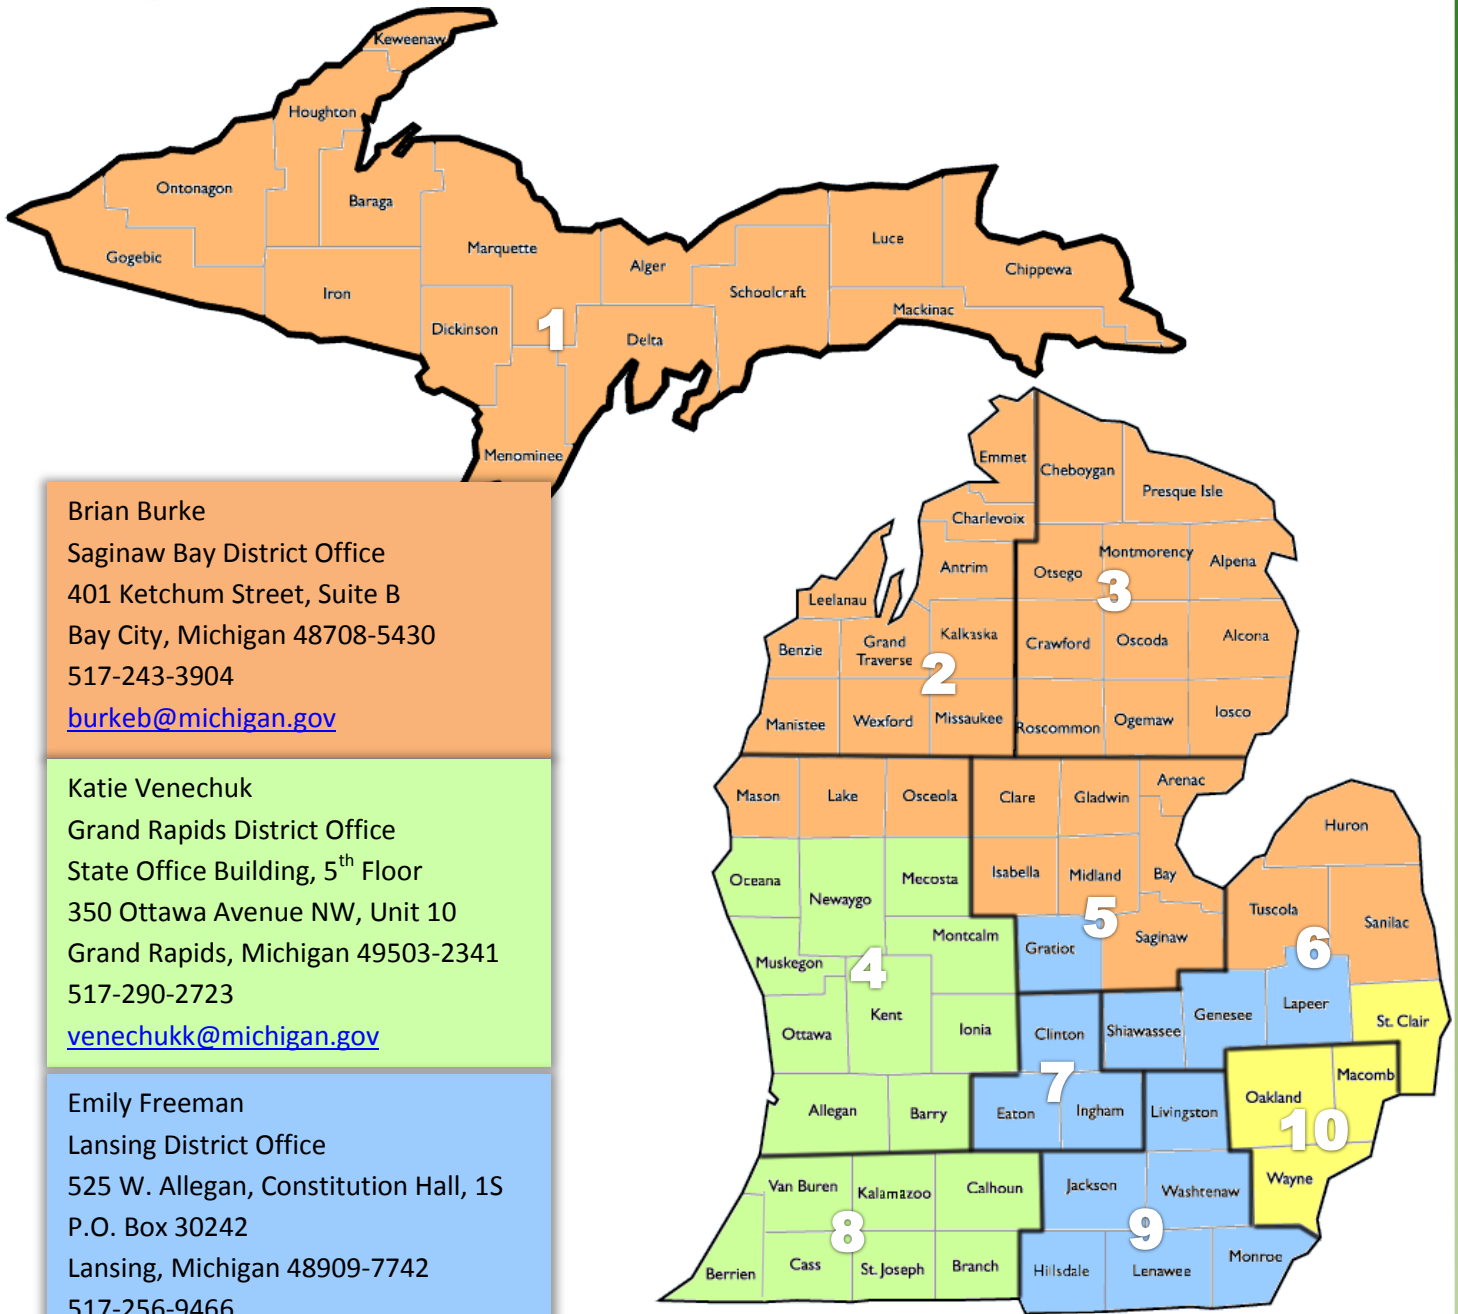 Keweenaw
Houghton
Ontonagon
Baraga
Gogebic
Marquette
Alger
Luce
Chippewa
Iron
Schoolcraft
Mackinac
Dickinson
1
Delta
Menominee
Brian Burke
Saginaw Bay District Office
401 Ketchum Street, Suite B
Bay City, Michigan 48708-5430
517-243-3904
burkeb@michigan.gov
Katie Venechuk
Grand Rapids District Office
State Office Building, 5th Floor
350 Ottawa Avenue NW, Unit 10
Grand Rapids, Michigan 49503-2341
517-290-2723
venechukk@michigan.gov
Emily Freeman
Lansing District Office
525 W. Allegan, Constitution Hall, 1S
P.O. Box 30242
Lansing, Michigan 48909-7742
517-256-9466
Emmet
Cheboygan
Presque Isle
Charlevoix
Antrim
Otsego
Montmorency
Alpena
3
Leelanau
Benzie
Grand
Traverse
Kalkaska
Crawford
Oscoda
Alcona
2
Manistee
Wexford
Missaukee
Roscommon
Ogemaw
Iosco
Mason
Lake
Osceola
Clare
Gladwin
Arenac
Huron
Oceana
Newaygo
Mecosta
Isabella
Midland
Bay
Tuscola
Sanilac
5
6
Montcalm
Gratiot
Saginaw
Muskegon
4
Kent
Ottawa
Ionia
Clinton
Shiawassee
Genesee
Lapeer
St. Clair
7
Allegan
Barry
Eaton
Ingham
Livingston
Oakland
Macomb
10
Van Buren
Kalamazoo
Calhoun
Jackson
Washtenaw
Wayne
8
9
Berrien
Cass
St. Joseph
Branch
Hillsdale
Lenawee
Monroe